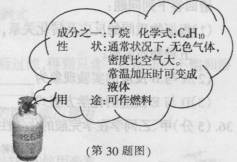 成分之一:丁烷 化学式:C₄H₁₀
性 状:通常状况下,无色气体,
密度比空气大。
常温加压时可变成
液体
用 途:可作燃料
(第 30 题图)